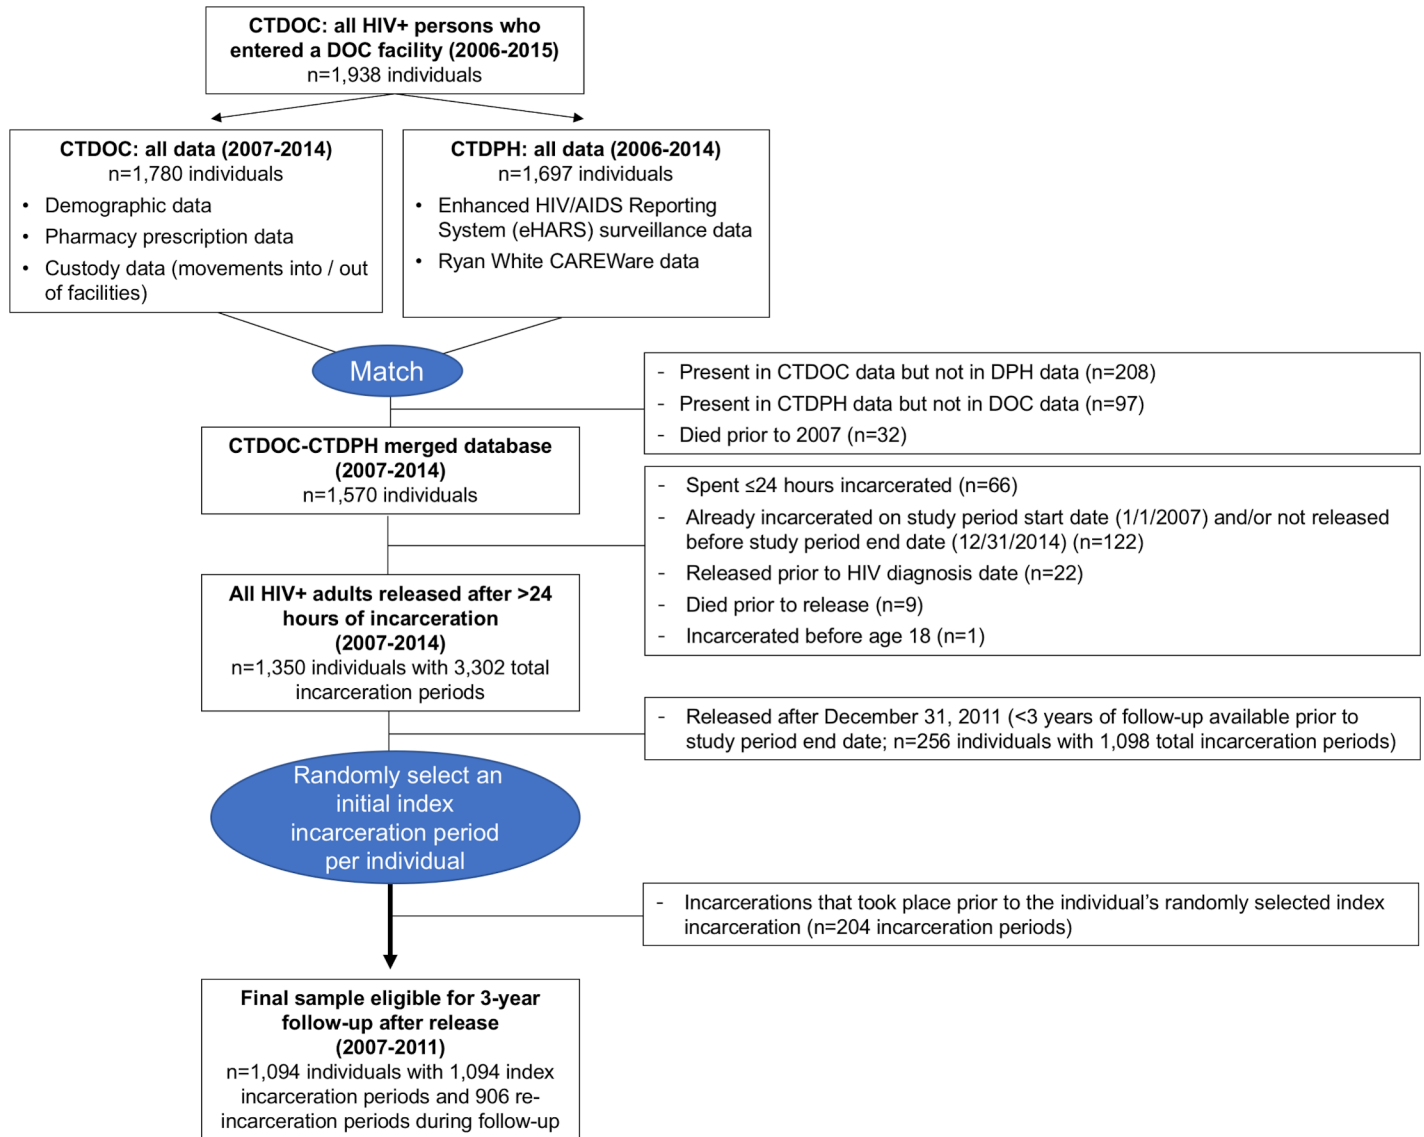 CTDOC: all HIV+ persons who
entered a DOC facility (2006-2015)
n=1,938 individuals
CTDOC: all data (2007-2014)
n=1,780 individuals
• Demographic data
• Pharmacy prescription data
• Custody data (movements into / out
of facilities)
CTDPH: all data (2006-2014)
n=1,697 individuals
• Enhanced HIV/AIDS Reporting
System (eHARS) surveillance data
• Ryan White CAREWare data
Match
- Present in CTDOC data but not in DPH data (n=208)
- Present in CTDPH data but not in DOC data (n=97)
- Died prior to 2007 (n=32)
CTDOC-CTDPH merged database
(2007-2014)
n=1,570 individuals
- Spent ≤24 hours incarcerated (n=66)
- Already incarcerated on study period start date (1/1/2007) and/or not released
before study period end date (12/31/2014) (n=122)
- Released prior to HIV diagnosis date (n=22)
- Died prior to release (n=9)
- Incarcerated before age 18 (n=1)
All HIV+ adults released after >24
hours of incarceration
(2007-2014)
n=1,350 individuals with 3,302 total
incarceration periods
- Released after December 31, 2011 (<3 years of follow-up available prior to
study period end date; n=256 individuals with 1,098 total incarceration periods)
Randomly select an
initial index
incarceration period
per individual
- Incarcerations that took place prior to the individual's randomly selected index
incarceration (n=204 incarceration periods)
Final sample eligible for 3-year
follow-up after release
(2007-2011)
n=1,094 individuals with 1,094 index
incarceration periods and 906 re-
incarceration periods during follow-up